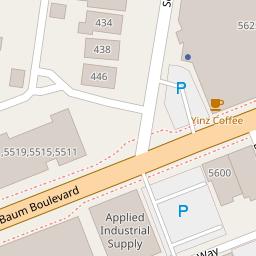 434
438
446
562
P
Yinz Coffee
,5519,5515,5511
5600
Baum Boulevard
Applied
Industrial
Supply
P
Way